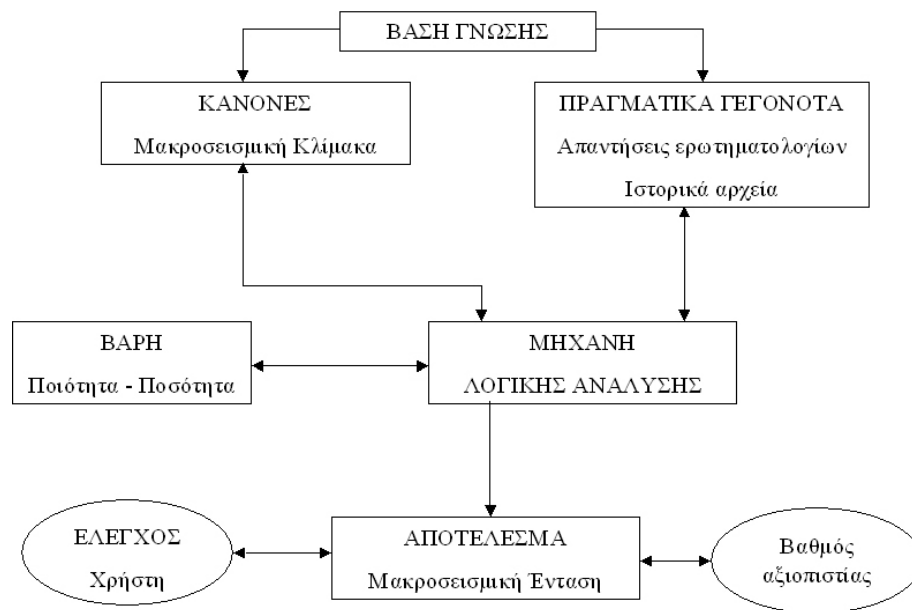 ΒΑΣΗ ΓΝΩΣΗΣ
ΚΑΝΟΝΕΣ
Μακροσεισμική Κλίμακα
ΠΡΑΓΜΑΤΙΚΑ ΓΕΓΟΝΟΤΑ
Απαντήσεις ερωτηματολογίων
Ιστορικά αρχεία
ΒΑΡΗ
Ποιότητα - Ποσότητα
ΜΗΧΑΝΗ
ΛΟΓΙΚΗΣ ΑΝΑΛΥΣΗΣ
ΕΛΕΓΧΟΣ
Χρήστη
ΑΠΟΤΕΛΕΣΜΑ
Μακροσεισμική Ένταση
Βαθμός
αξιοπιστίας